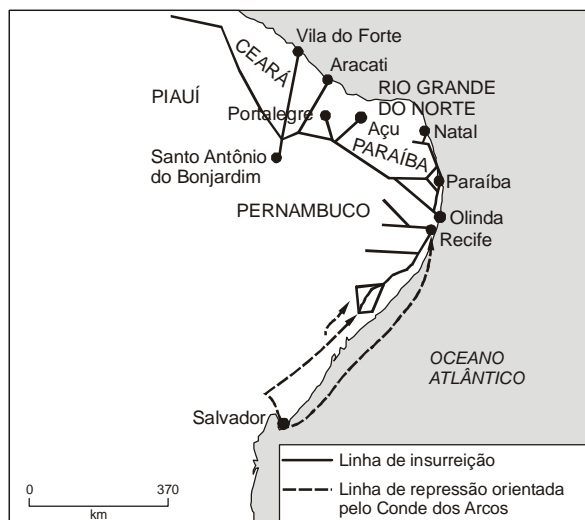 Vila do Forte
CEARÁ
Aracati
PIAUÍ
RIO GRANDE
DO NORTE
Portalegre
Açu
Natal
PARAÍBA
Santo Antônio
do Bonjardim
Paraíba
PERNAMBUCO
Olinda
Recife
OCEANO
ATLÂNTICO
Salvador
0 370
km
Linha de insurreição
Linha de repressão orientada
pelo Conde dos Arcos